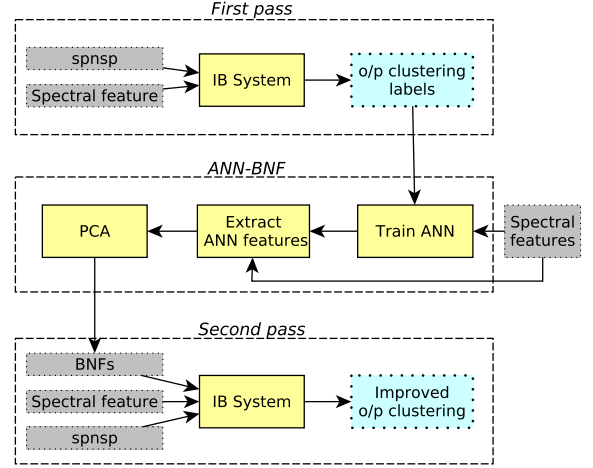 First pass
spnsp
Spectral feature
IB System
o/p clustering
labels
ANN-BNF
PCA
Extract
ANN features
Train ANN
Spectral
features
Second pass
BNFs
Spectral feature
spnsp
IB System
Improved
o/p clustering